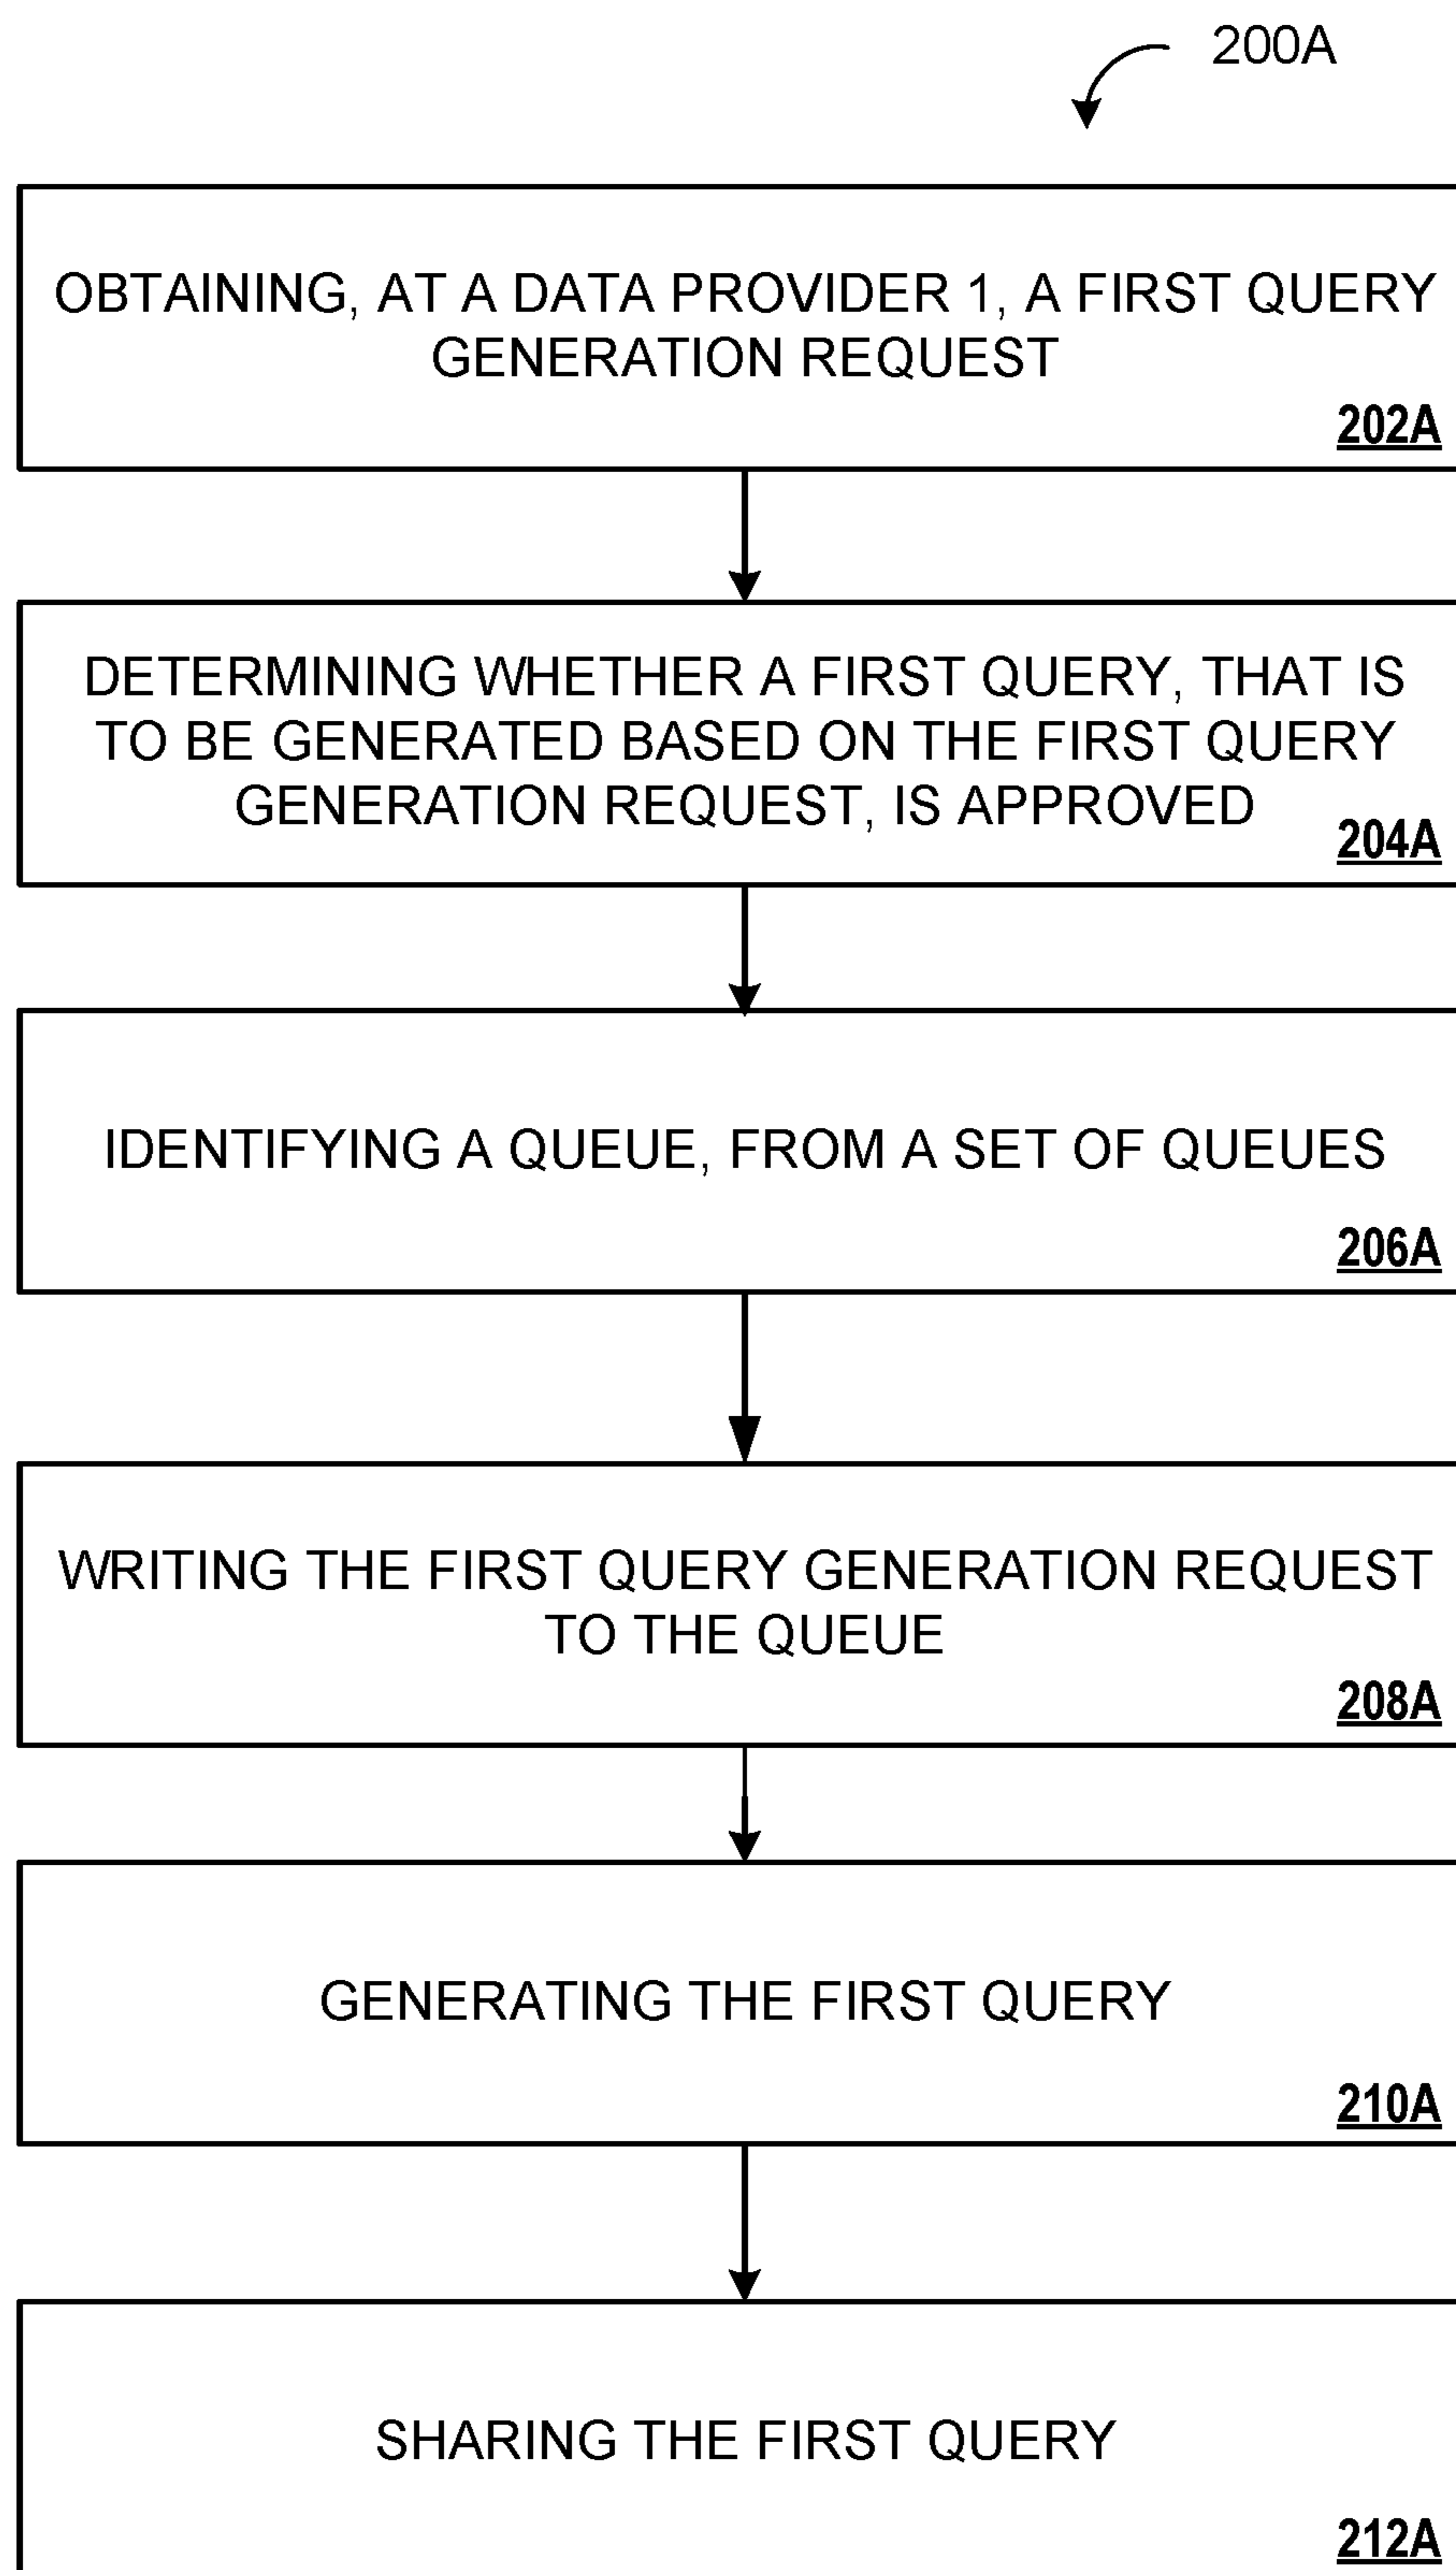 200A
OBTAINING, AT A DATA PROVIDER 1, A FIRST QUERY
GENERATION REQUEST
202A
DETERMINING WHETHER A FIRST QUERY, THAT IS
TO BE GENERATED BASED ON THE FIRST QUERY
GENERATION REQUEST, IS APPROVED
204A
IDENTIFYING A QUEUE, FROM A SET OF QUEUES
206A
WRITING THE FIRST QUERY GENERATION REQUEST
TO THE QUEUE
208A
GENERATING THE FIRST QUERY
210A
SHARING THE FIRST QUERY
212A